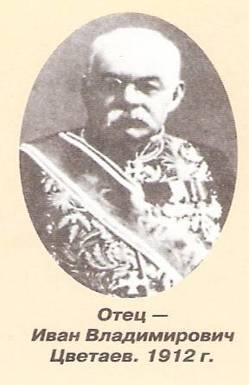 Отец —
Иван Владимирович
Цветаев. 1912 г.